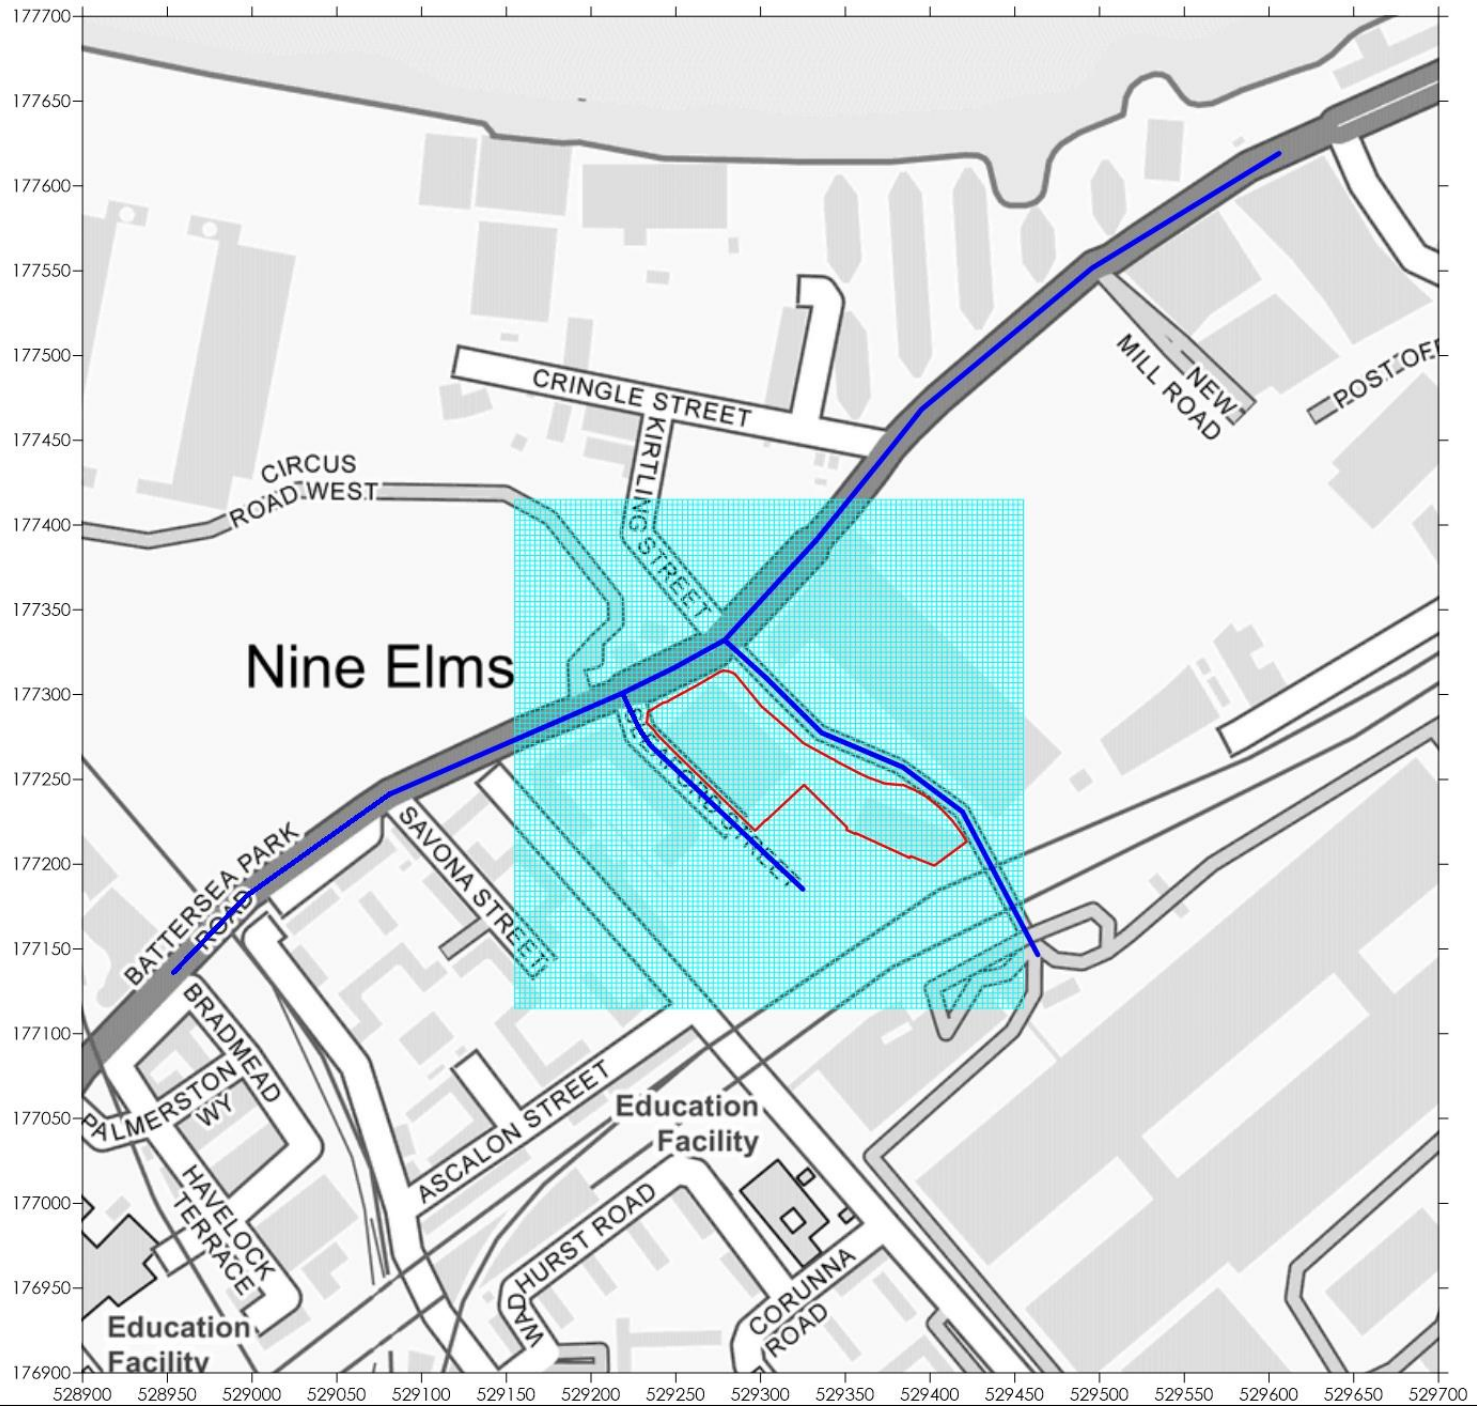 177700
177650
177600
177550
177500
177450
177400
177350
177300
177250
177200
177150
177100
177050
177000
176950
176900
528900 528950 529000 529050 529100 529150 529200 529250 529300 529350 529400 529450 529500 529550 529600 529650 529700
CRINGLE STREET
KIRTLING STREET
CIRCUS
ROAD WEST
NEW
MILL ROAD
POST OFF
Nine Elms
BATTERSEA PARK
ROAD
SAVONA STREET
BRADMEAD
PALMERSTON
WY
HAVELOCK
TERRACE
ASCALON STREET
Education
Facility
WADHURST ROAD
CORUNNA
ROAD
Education
Facility